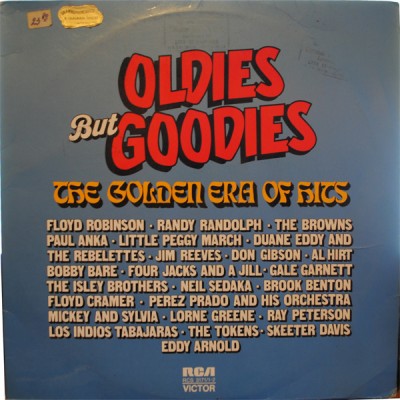 OLDIES
But GOODIES
THE GOLDEN ERA OF HITS
FLOYD ROBINSON · RANDY RANDOLPH · THE BROWNS
PAUL ANKA · LITTLE PEGGY MARCH · DUANE EDDY AND
THE REBELETTES · JIM REEVES · DON GIBSON · AL HIRT
BOBBY BARE · FOUR JACKS AND A JILL · GALE GARNETT
THE ISLEY BROTHERS · NEIL SEDAKA · BROOK BENTON
FLOYD CRAMER · PEREZ PRADO AND HIS ORCHESTRA
MICKEY AND SYLVIA · LORNE GREENE · RAY PETERSON
LOS INDIOS TABAJARAS · THE TOKENS · SKEETER DAVIS
EDDY ARNOLD
RCA
VICTOR